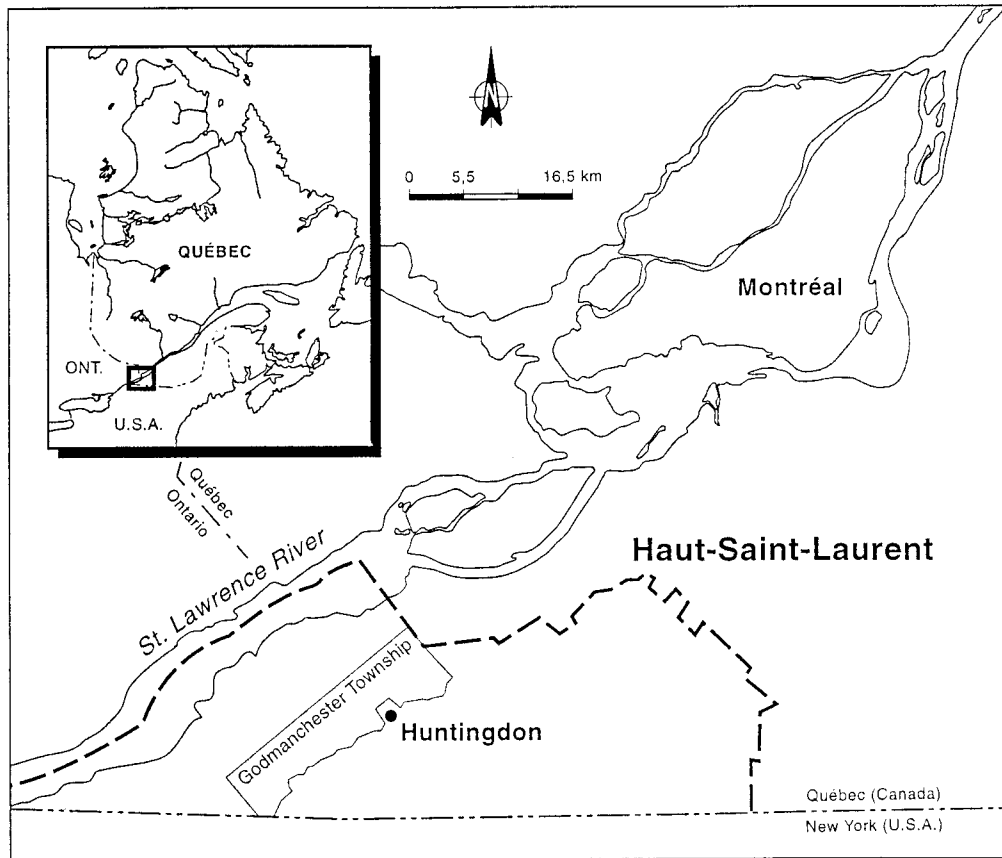 N
0 5,5 16,5 km
QUÉBEC
ONT.
U.S.A.
Montréal
Québec
Ontario
St. Lawrence River
Haut-Saint-Laurent
Godmanchester Township
Huntingdon
Québec (Canada)
New York (U.S.A.)